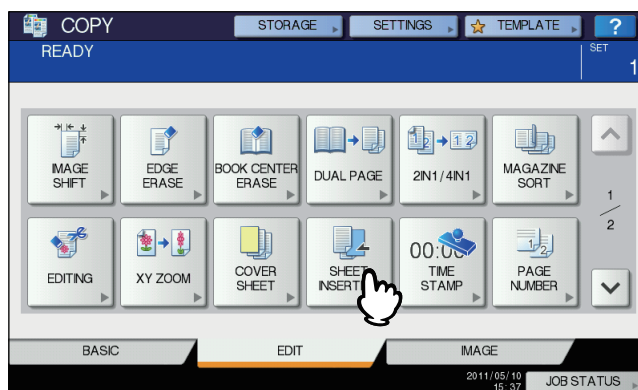 COPY
STORAGE
SETTINGS
TEMPLATE
?
READY
SET
1
IMAGE
SHIFT
EDGE
ERASE
BOOK CENTER
ERASE
DUAL PAGE
2IN1/4IN1
MAGAZINE
SORT
1
2
EDITING
XY ZOOM
COVER
SHEET
SHEET
INSERT
00:00
TIME
STAMP
PAGE
NUMBER
BASIC
EDIT
IMAGE
2011/05/10
15:37
JOB STATUS